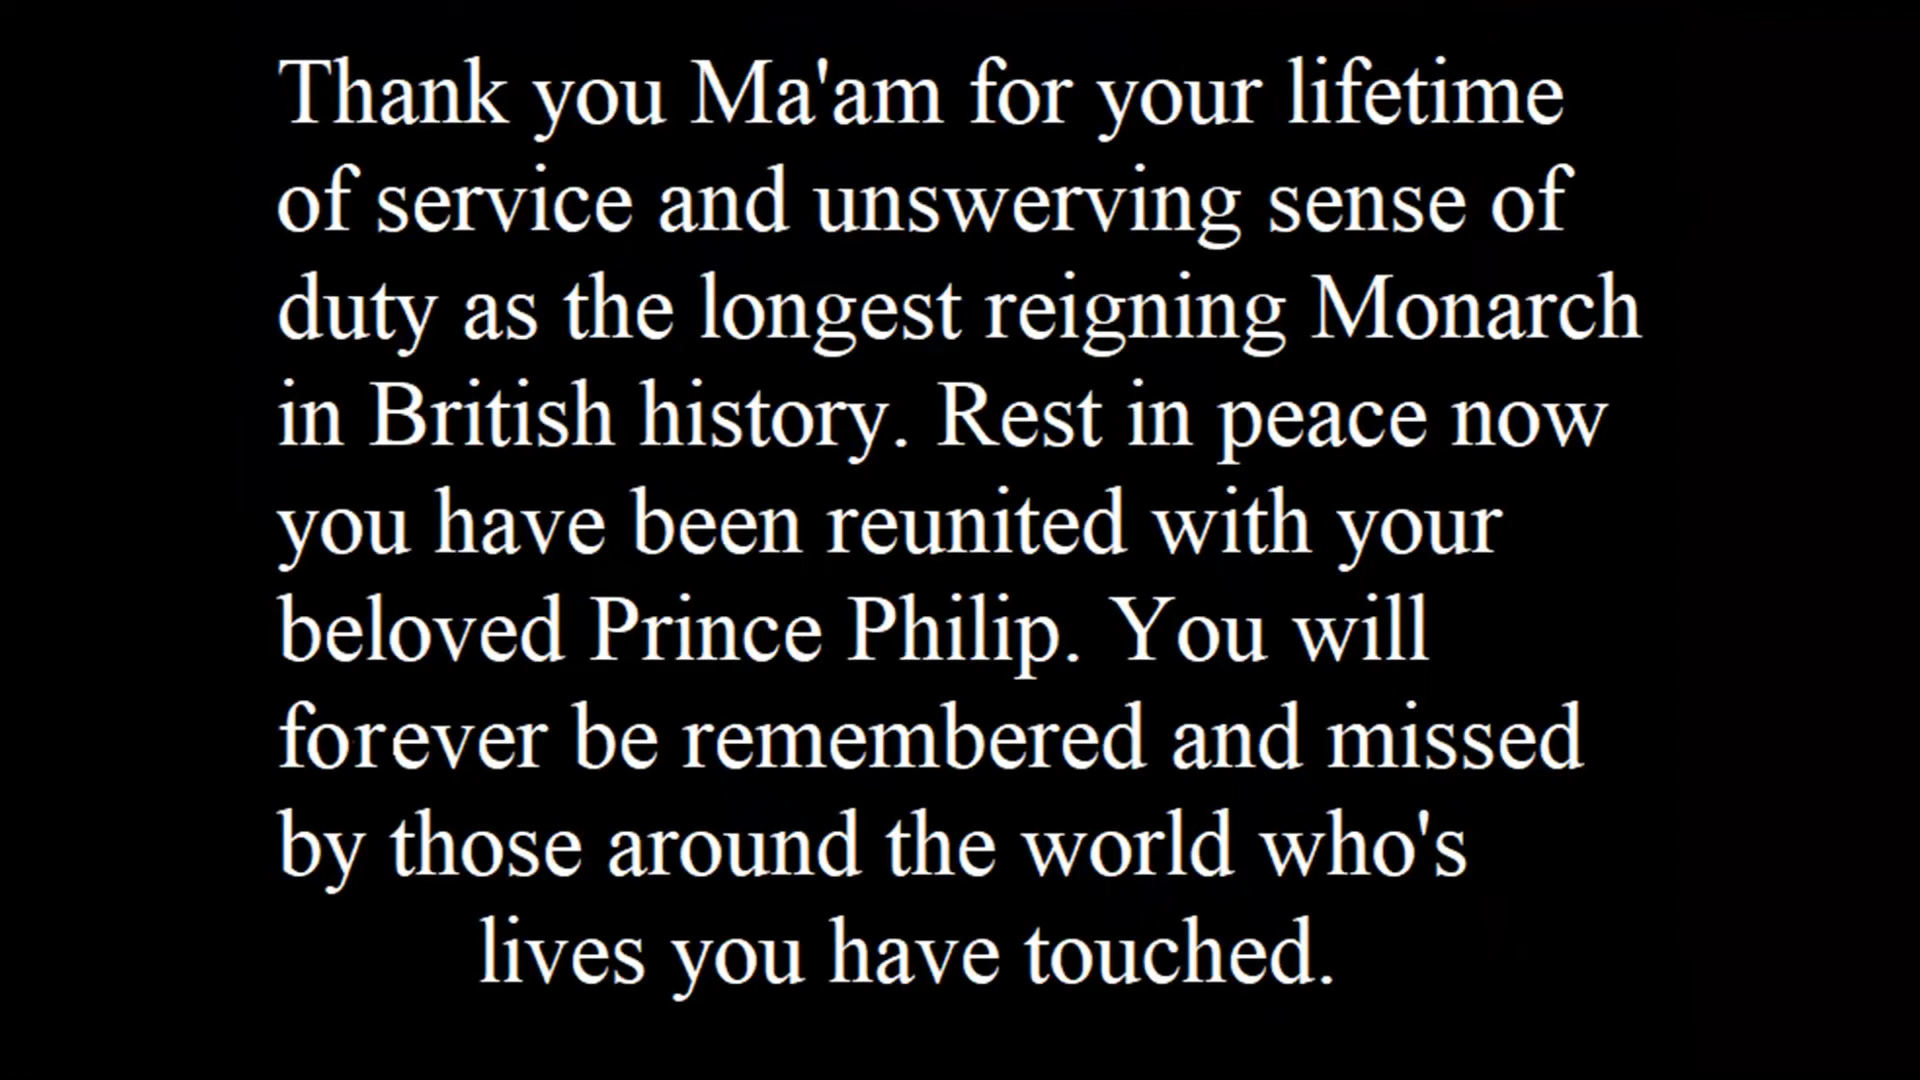 Thank you Ma'am for your lifetime
of service and unswerving sense of
duty as the longest reigning Monarch
in British history. Rest in peace now
you have been reunited with your
beloved Prince Philip. You will
forever be remembered and missed
by those around the world who's
lives you have touched.